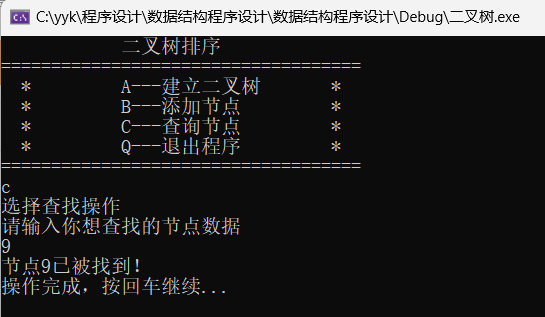 C:\yyk\程序设计\数据结构程序设计\数据结构程序设计\Debug\二叉树.exe
二叉树排序
==================================
* A---建立二叉树 *
* B---添加节点 *
* C---查询节点 *
* Q---退出程序 *
==================================
c
选择查找操作
请输入你想查找的节点数据
9
节点9已被找到!
操作完成，按回车继续...